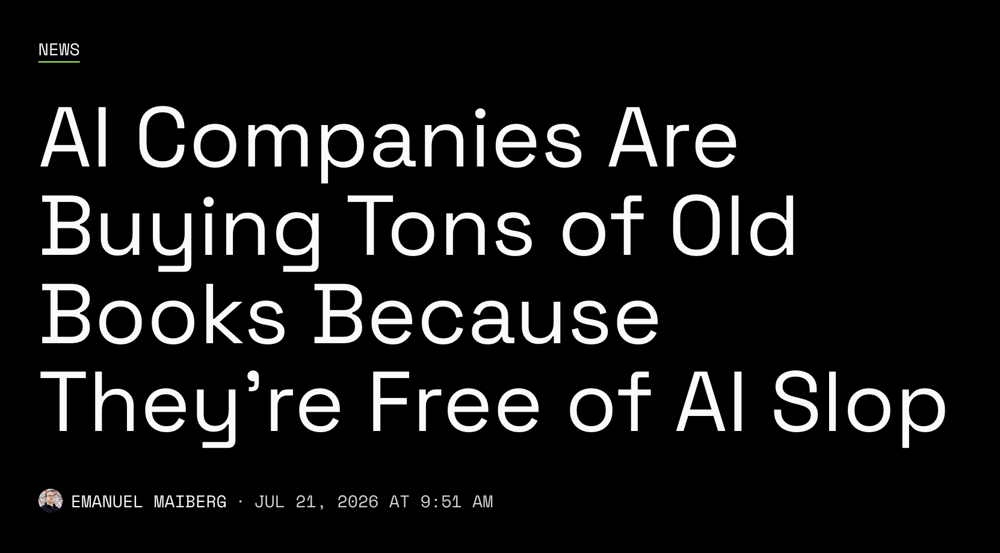 NEWS
AI Companies Are
Buying Tons of Old
Books Because
They’re Free of AI Slop
EMANUEL MAIBERG · JUL 21, 2026 AT 9:51 AM